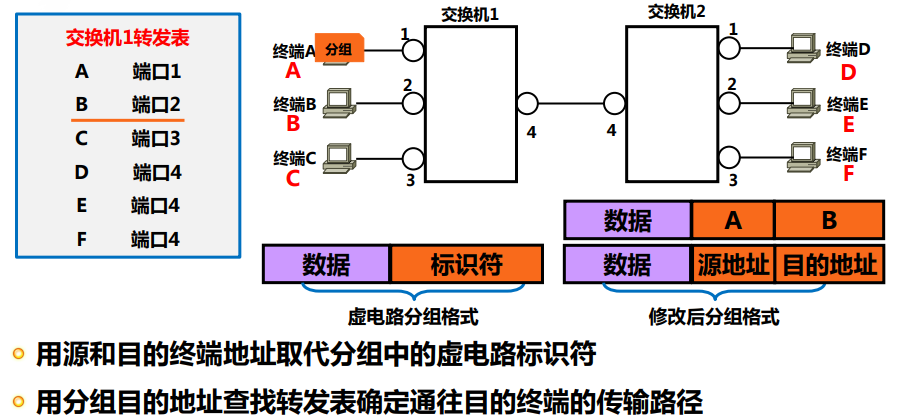 交换机1转发表
A 端口1
B 端口2
C 端口3
D 端口4
E 端口4
F 端口4
交换机1
交换机2
终端A
A
分组
1
终端B
B
2
终端C
C
3
4
4
1
终端D
D
2
终端E
E
3
终端F
F
数据 A B
数据 标识符
数据 源地址 目的地址
虚电路分组格式
修改后分组格式
用源和目的终端地址取代分组中的虚电路标识符
用分组目的地址查找转发表确定通往目的终端的传输路径